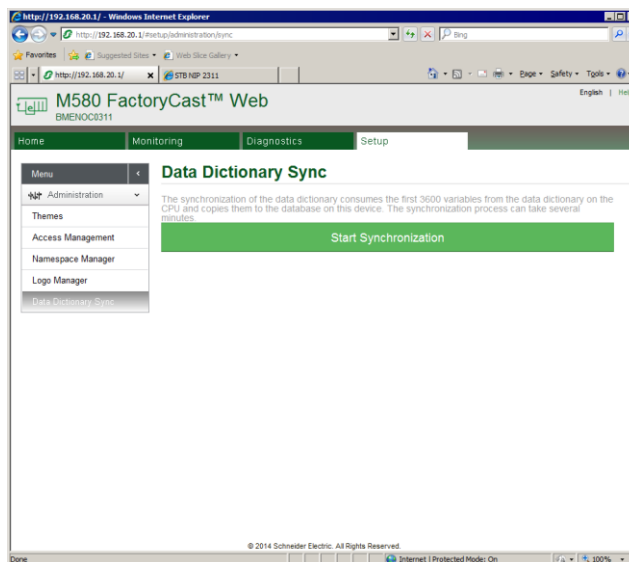 http://192.168.20.1/ - Windows Internet Explorer
http://192.168.20.1/#setup/administration/sync
Bing
Favorites Suggested Sites Web Slice Gallery
http://192.168.20.1/ STB NIP 2311 Page Safety Tools
M580 FactoryCast™ Web
English | Hel
BMENOC0311
Home Monitoring Diagnostics Setup
Menu
Administration
Themes
Access Management
Namespace Manager
Logo Manager
Data Dictionary Sync
Data Dictionary Sync
The synchronization of the data dictionary consumes the first 3600 variables from the data dictionary on the
CPU and copies them to the database on this device. The synchronization process can take several
minutes.
Start Synchronization
© 2014 Schneider Electric. All Rights Reserved.
Done Internet | Protected Mode: On 100%